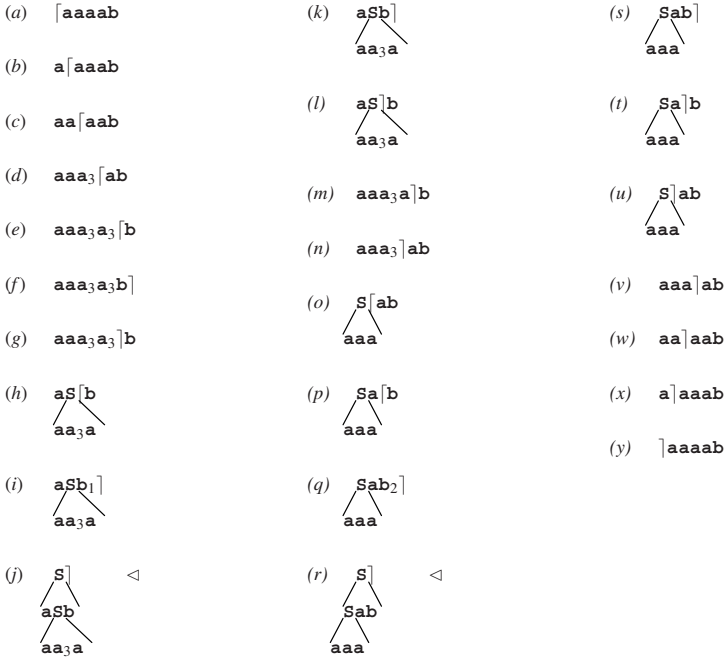 (a) ⌈aaaab
(b) a⌈aaab
(c) aa⌈aab
(d) aaa₃⌈ab
(e) aaa₃a₃⌈b
(f) aaa₃a₃b⌉
(g) aaa₃a₃⌉b
(h) aS⌈b
aa₃a
(i) aSb₁⌉
aa₃a
(j) S⌉ ◁
aSb
aa₃a
(k) aSb⌉
aa₃a
(l) aS⌉b
aa₃a
(m) aaa₃a⌉b
(n) aaa₃⌉ab
(o) S⌈ab
aaa
(p) Sa⌈b
aaa
(q) Sab₂⌉
aaa
(r) S⌉ ◁
Sab
aaa
(s) Sab⌉
aaa
(t) Sa⌉b
aaa
(u) S⌉ab
aaa
(v) aaa⌉ab
(w) aa⌉aab
(x) a⌉aaab
(y) ⌉aaaab